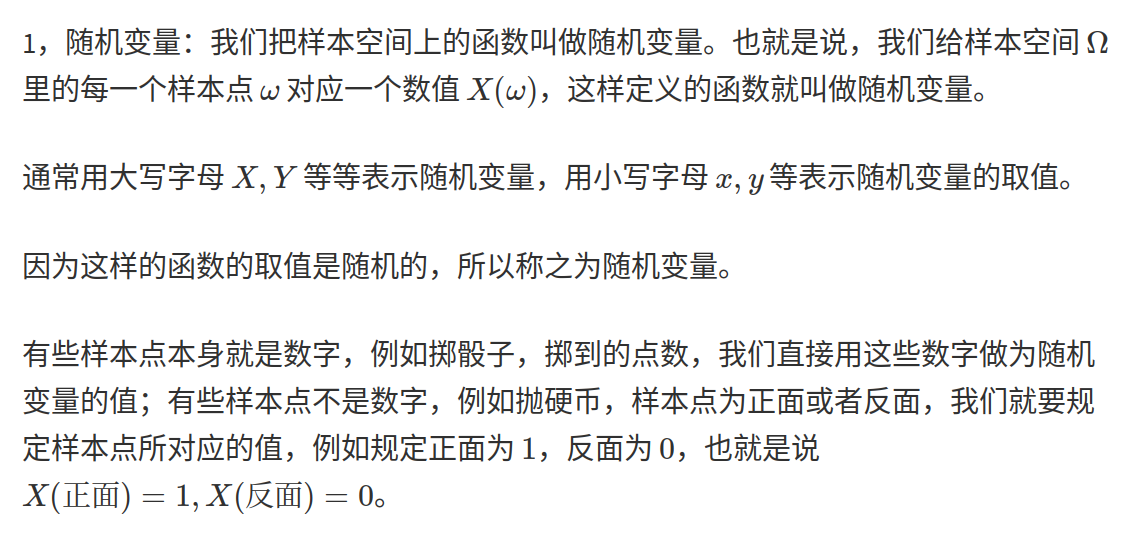 1，随机变量：我们把样本空间上的函数叫做随机变量。也就是说，我们给样本空间 Ω
里的每一个样本点 ω 对应一个数值 X(ω)，这样定义的函数就叫做随机变量。
通常用大写字母 X, Y 等等表示随机变量，用小写字母 x, y 等表示随机变量的取值。
因为这样的函数的取值是随机的，所以称之为随机变量。
有些样本点本身就是数字，例如掷骰子，掷到的点数，我们直接用这些数字做为随机
变量的值；有些样本点不是数字，例如抛硬币，样本点为正面或者反面，我们就要规
定样本点所对应的值，例如规定正面为 1，反面为 0，也就是说
X(正面) = 1, X(反面) = 0。